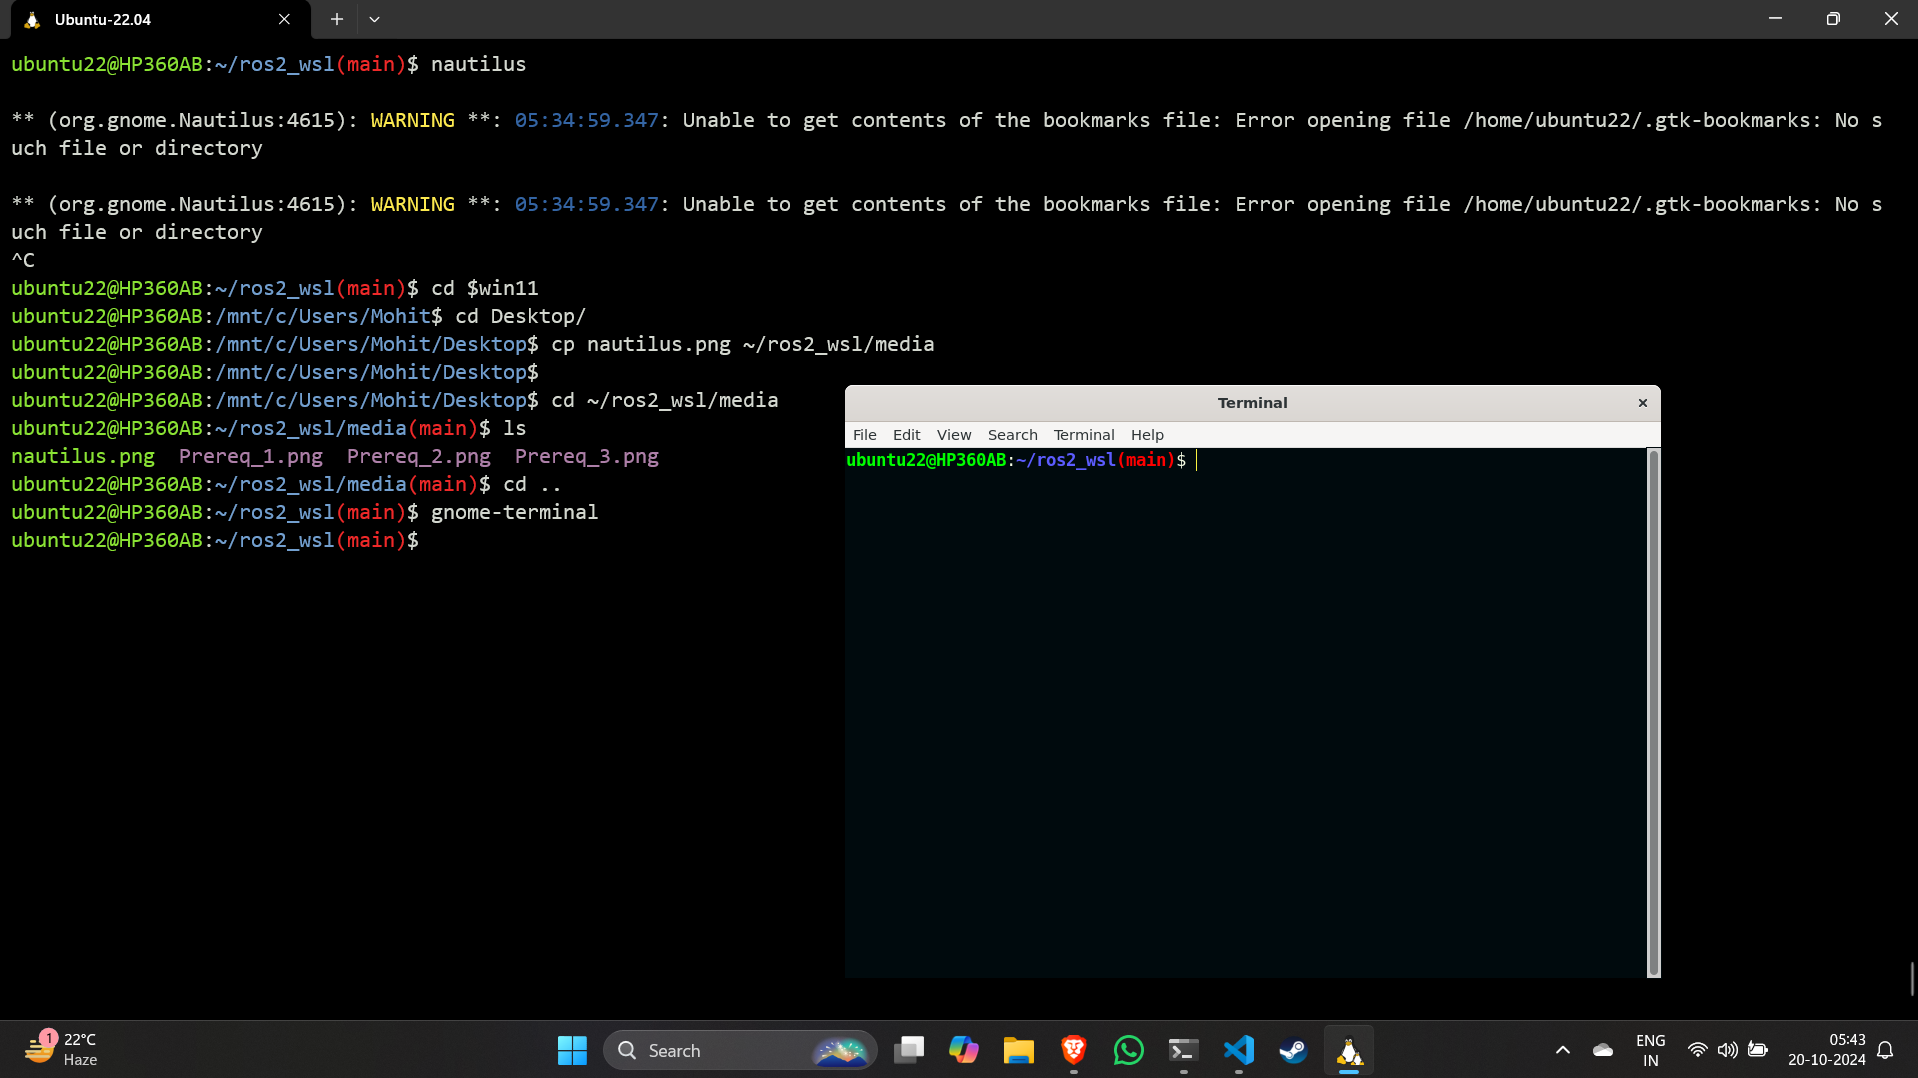 Ubuntu-22.04
ubuntu22@HP360AB:~/ros2_wsl(main)$ nautilus
** (org.gnome.Nautilus:4615): WARNING **: 05:34:59.347: Unable to get contents of the bookmarks file: Error opening file /home/ubuntu22/.gtk-bookmarks: No s
uch file or directory
** (org.gnome.Nautilus:4615): WARNING **: 05:34:59.347: Unable to get contents of the bookmarks file: Error opening file /home/ubuntu22/.gtk-bookmarks: No s
uch file or directory
^C
ubuntu22@HP360AB:~/ros2_wsl(main)$ cd $win11
ubuntu22@HP360AB:/mnt/c/Users/Mohit$ cd Desktop/
ubuntu22@HP360AB:/mnt/c/Users/Mohit/Desktop$ cp nautilus.png ~/ros2_wsl/media
ubuntu22@HP360AB:/mnt/c/Users/Mohit/Desktop$
ubuntu22@HP360AB:/mnt/c/Users/Mohit/Desktop$ cd ~/ros2_wsl/media
ubuntu22@HP360AB:~/ros2_wsl/media(main)$ ls
nautilus.png  Prereq_1.png  Prereq_2.png  Prereq_3.png
ubuntu22@HP360AB:~/ros2_wsl/media(main)$ cd ..
ubuntu22@HP360AB:~/ros2_wsl(main)$ gnome-terminal
ubuntu22@HP360AB:~/ros2_wsl(main)$
Terminal
File Edit View Search Terminal Help
ubuntu22@HP360AB:~/ros2_wsl(main)$
1
22°C
Haze
Search
ENG
IN
05:43
20-10-2024